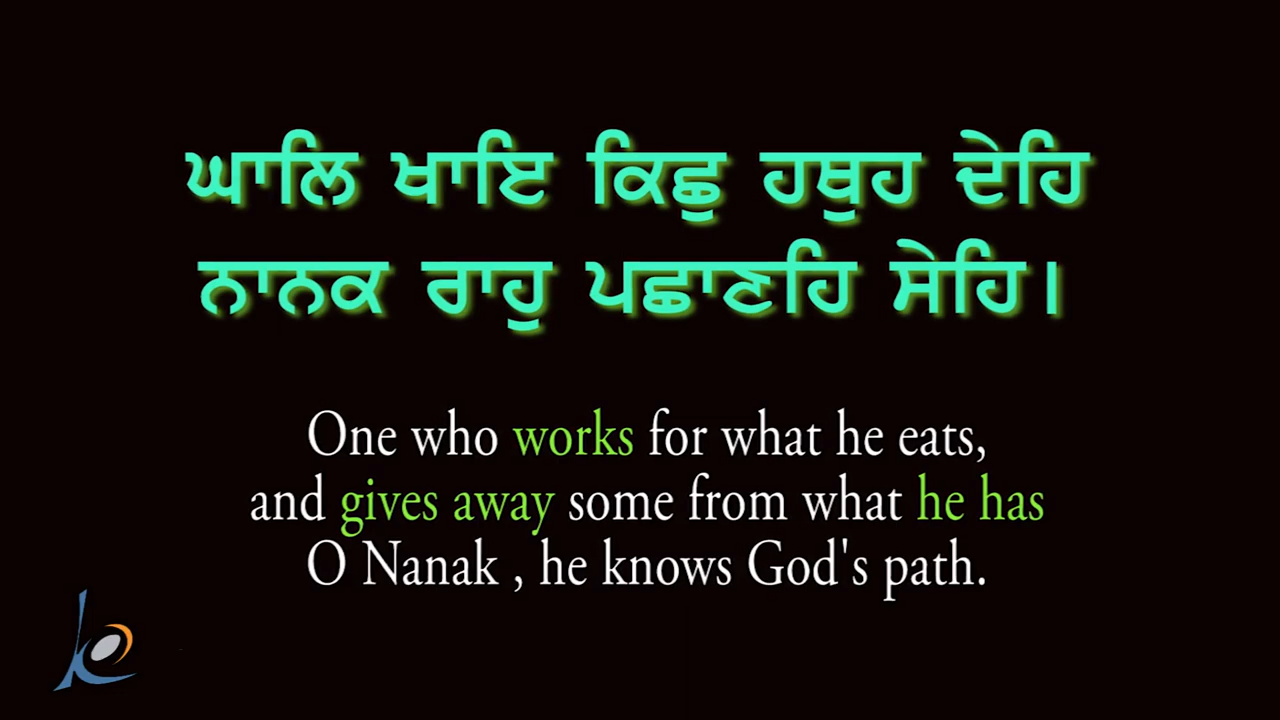 ਘਾਲਿ ਖਾਇ ਕਿਛੁ ਹਥੁਹ ਦੇਹਿ
ਨਾਨਕ ਰਾਹੁ ਪਛਾਣਹਿ ਸੇਹਿ।
One who works for what he eats,
and gives away some from what he has
O Nanak , he knows God's path.